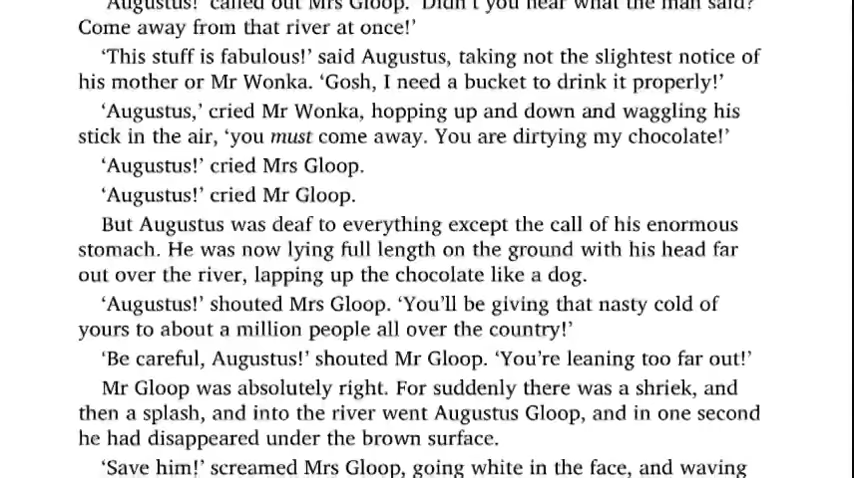 ‘Augustus!’ called out Mrs Gloop. ‘Didn’t you hear what the man said?
Come away from that river at once!’
‘This stuff is fabulous!’ said Augustus, taking not the slightest notice of
his mother or Mr Wonka. ‘Gosh, I need a bucket to drink it properly!’
‘Augustus,’ cried Mr Wonka, hopping up and down and waggling his
stick in the air, ‘you must come away. You are dirtying my chocolate!’
‘Augustus!’ cried Mrs Gloop.
‘Augustus!’ cried Mr Gloop.
But Augustus was deaf to everything except the call of his enormous
stomach. He was now lying full length on the ground with his head far
out over the river, lapping up the chocolate like a dog.
‘Augustus!’ shouted Mrs Gloop. ‘You’ll be giving that nasty cold of
yours to about a million people all over the country!’
‘Be careful, Augustus!’ shouted Mr Gloop. ‘You’re leaning too far out!’
Mr Gloop was absolutely right. For suddenly there was a shriek, and
then a splash, and into the river went Augustus Gloop, and in one second
he had disappeared under the brown surface.
‘Save him!’ screamed Mrs Gloop, going white in the face, and waving